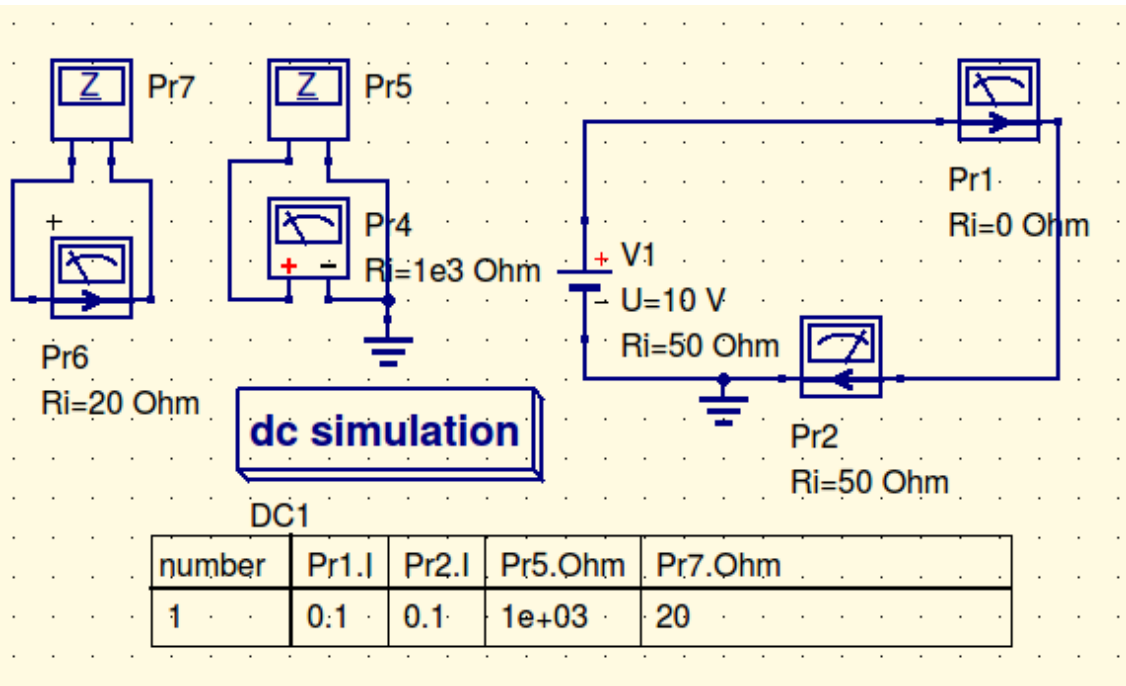 Z Pr7
Z Pr5
Pr1
Ri=0 Ohm
+
Pr4
Ri=1e3 Ohm
+ -
+ V1
- U=10 V
Ri=50 Ohm
Pr6
Ri=20 Ohm
dc simulation
Pr2
Ri=50 Ohm
DC1
number Pr1.I Pr2.I Pr5.Ohm Pr7.Ohm
1 0.1 0.1 1e+03 20